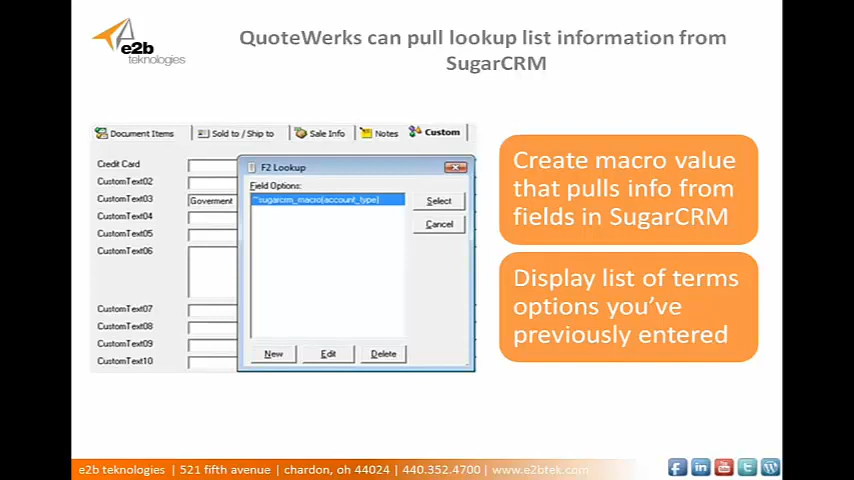 QuoteWerks can pull lookup list information from
SugarCRM
e2b
teknologies
Document Items
Sold to / Ship to
Sale Info
Notes
Custom
Credit Card
CustomText02
CustomText03
Goverment
CustomText04
CustomText05
CustomText06
CustomText07
CustomText08
CustomText09
CustomText10
F2 Lookup
Field Options:
~~sugarcrm_macro(account_type)
Select
Cancel
New
Edit
Delete
Create macro value
that pulls info from
fields in SugarCRM
Display list of terms
options you’ve
previously entered
e2b teknologies | 521 fifth avenue | chardon, oh 44024 | 440.352.4700 | www.e2btek.com